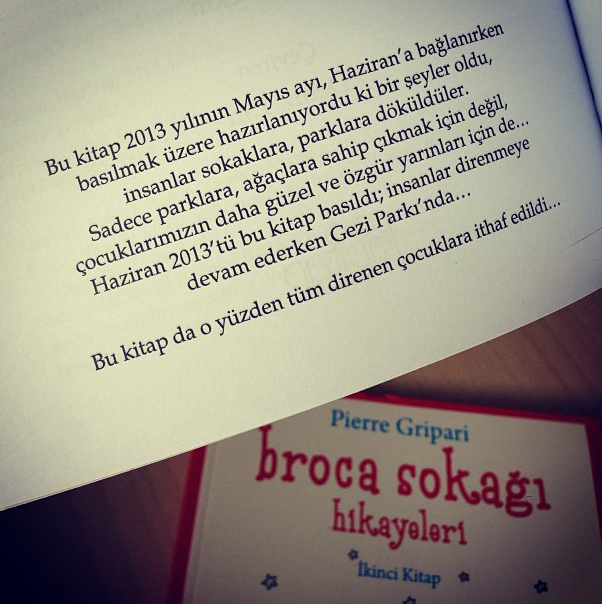 Bu kitap 2013 yılının Mayıs ayı, Haziran'a bağlanırken
basılmak üzere hazırlanıyordu ki bir şeyler oldu,
insanlar sokaklara, parklara döküldüler.
Sadece parklara, ağaçlara sahip çıkmak için değil,
çocuklarımızın daha güzel ve özgür yarınları için de...
Haziran 2013'tü bu kitap basıldı; insanlar direnmeye
devam ederken Gezi Parkı'nda...
Bu kitap da o yüzden tüm direnen çocuklara ithaf edildi...
Pierre Gripari
broca sokağı
hikayeleri
İkinci Kitap